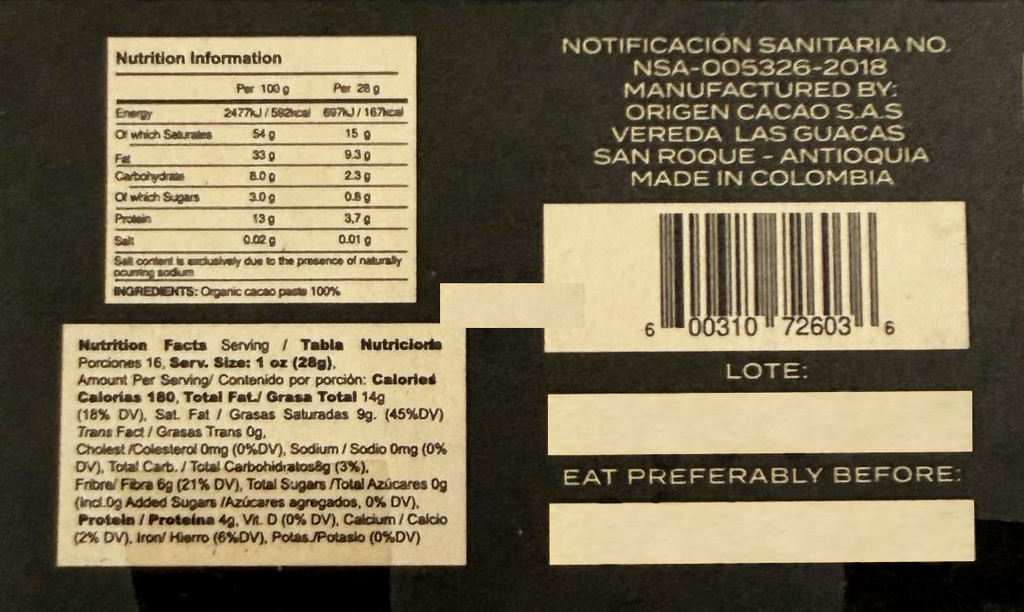 Nutrition Information
Per 100 g Per 28 g
Energy 2477kJ / 592kcal 697kJ / 167kcal
Of which Saturates 54 g 15 g
Fat 33 g 9.3 g
Carbohydrate 8.0 g 2.3 g
Of which Sugars 3.0 g 0.8 g
Protein 13 g 3,7 g
Salt 0.02 g 0.01 g
Salt content is exclusively due to the presence of naturally
ocurring sodium
INGREDIENTS: Organic cacao paste 100%
Nutrition Facts Serving / Tabla Nutricional
Porciones 16, Serv. Size: 1 oz (28g),
Amount Per Serving/ Contenido por porción: Calories
Calorías 180, Total Fat./ Grasa Total 14g
(18% DV), Sat. Fat / Grasas Saturadas 9g. (45%DV)
Trans Fact / Grasas Trans 0g,
Cholest /Colesterol 0mg (0%DV), Sodium / Sodio 0mg (0%
DV), Total Carb. / Total Carbohidratos8g (3%),
Fribre/ Fibra 6g (21% DV), Total Sugars /Total Azúcares 0g
(incl.0g Added Sugars /Azúcares agregados, 0% DV),
Protein / Proteína 4g, Vit. D (0% DV), Calcium / Calcio
(2% DV), Iron/ Hierro (6%DV), Potas./Potasio (0%DV)
NOTIFICACIÓN SANITARIA NO.
NSA-005326-2018
MANUFACTURED BY:
ORIGEN CACAO S.A.S
VEREDA LAS GUACAS
SAN ROQUE - ANTIOQUIA
MADE IN COLOMBIA
6 00310 72603 6
LOTE:
EAT PREFERABLY BEFORE: